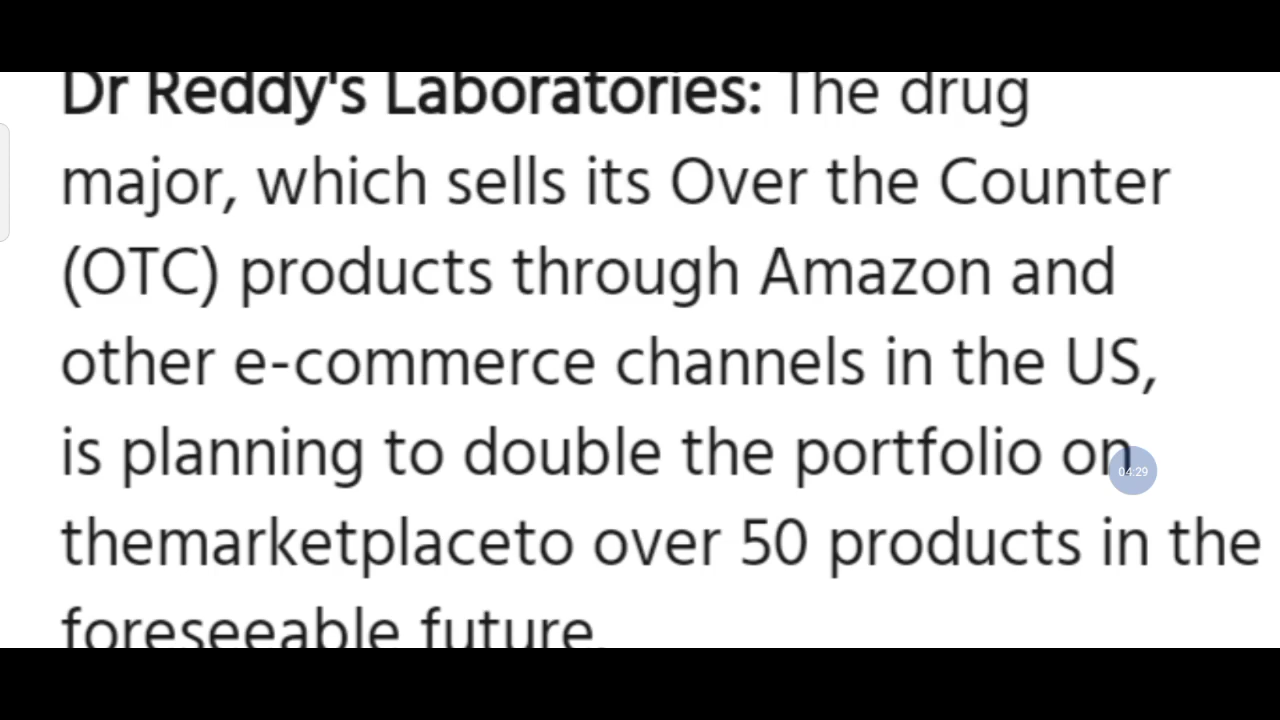 Dr Reddy's Laboratories: The drug
major, which sells its Over the Counter
(OTC) products through Amazon and
other e-commerce channels in the US,
is planning to double the portfolio on
04:29
themarketplaceto over 50 products in the
foreseeable future.